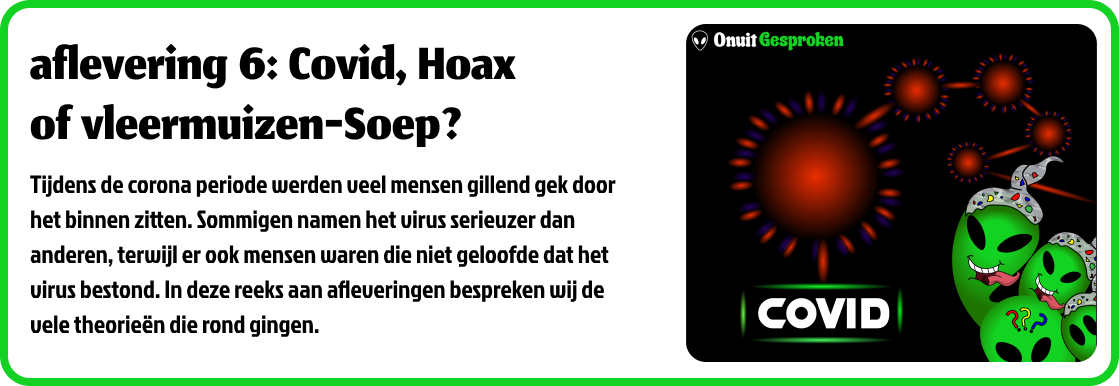 aflevering 6: Covid, Hoax
of vleermuizen-Soep?
Tijdens de corona periode werden veel mensen gillend gek door
het binnen zitten. Sommigen namen het virus serieuzer dan
anderen, terwijl er ook mensen waren die niet geloofde dat het
virus bestond. In deze reeks aan afleveringen bespreken wij de
vele theorieën die rond gingen.
Onuit Gesproken
COVID
???